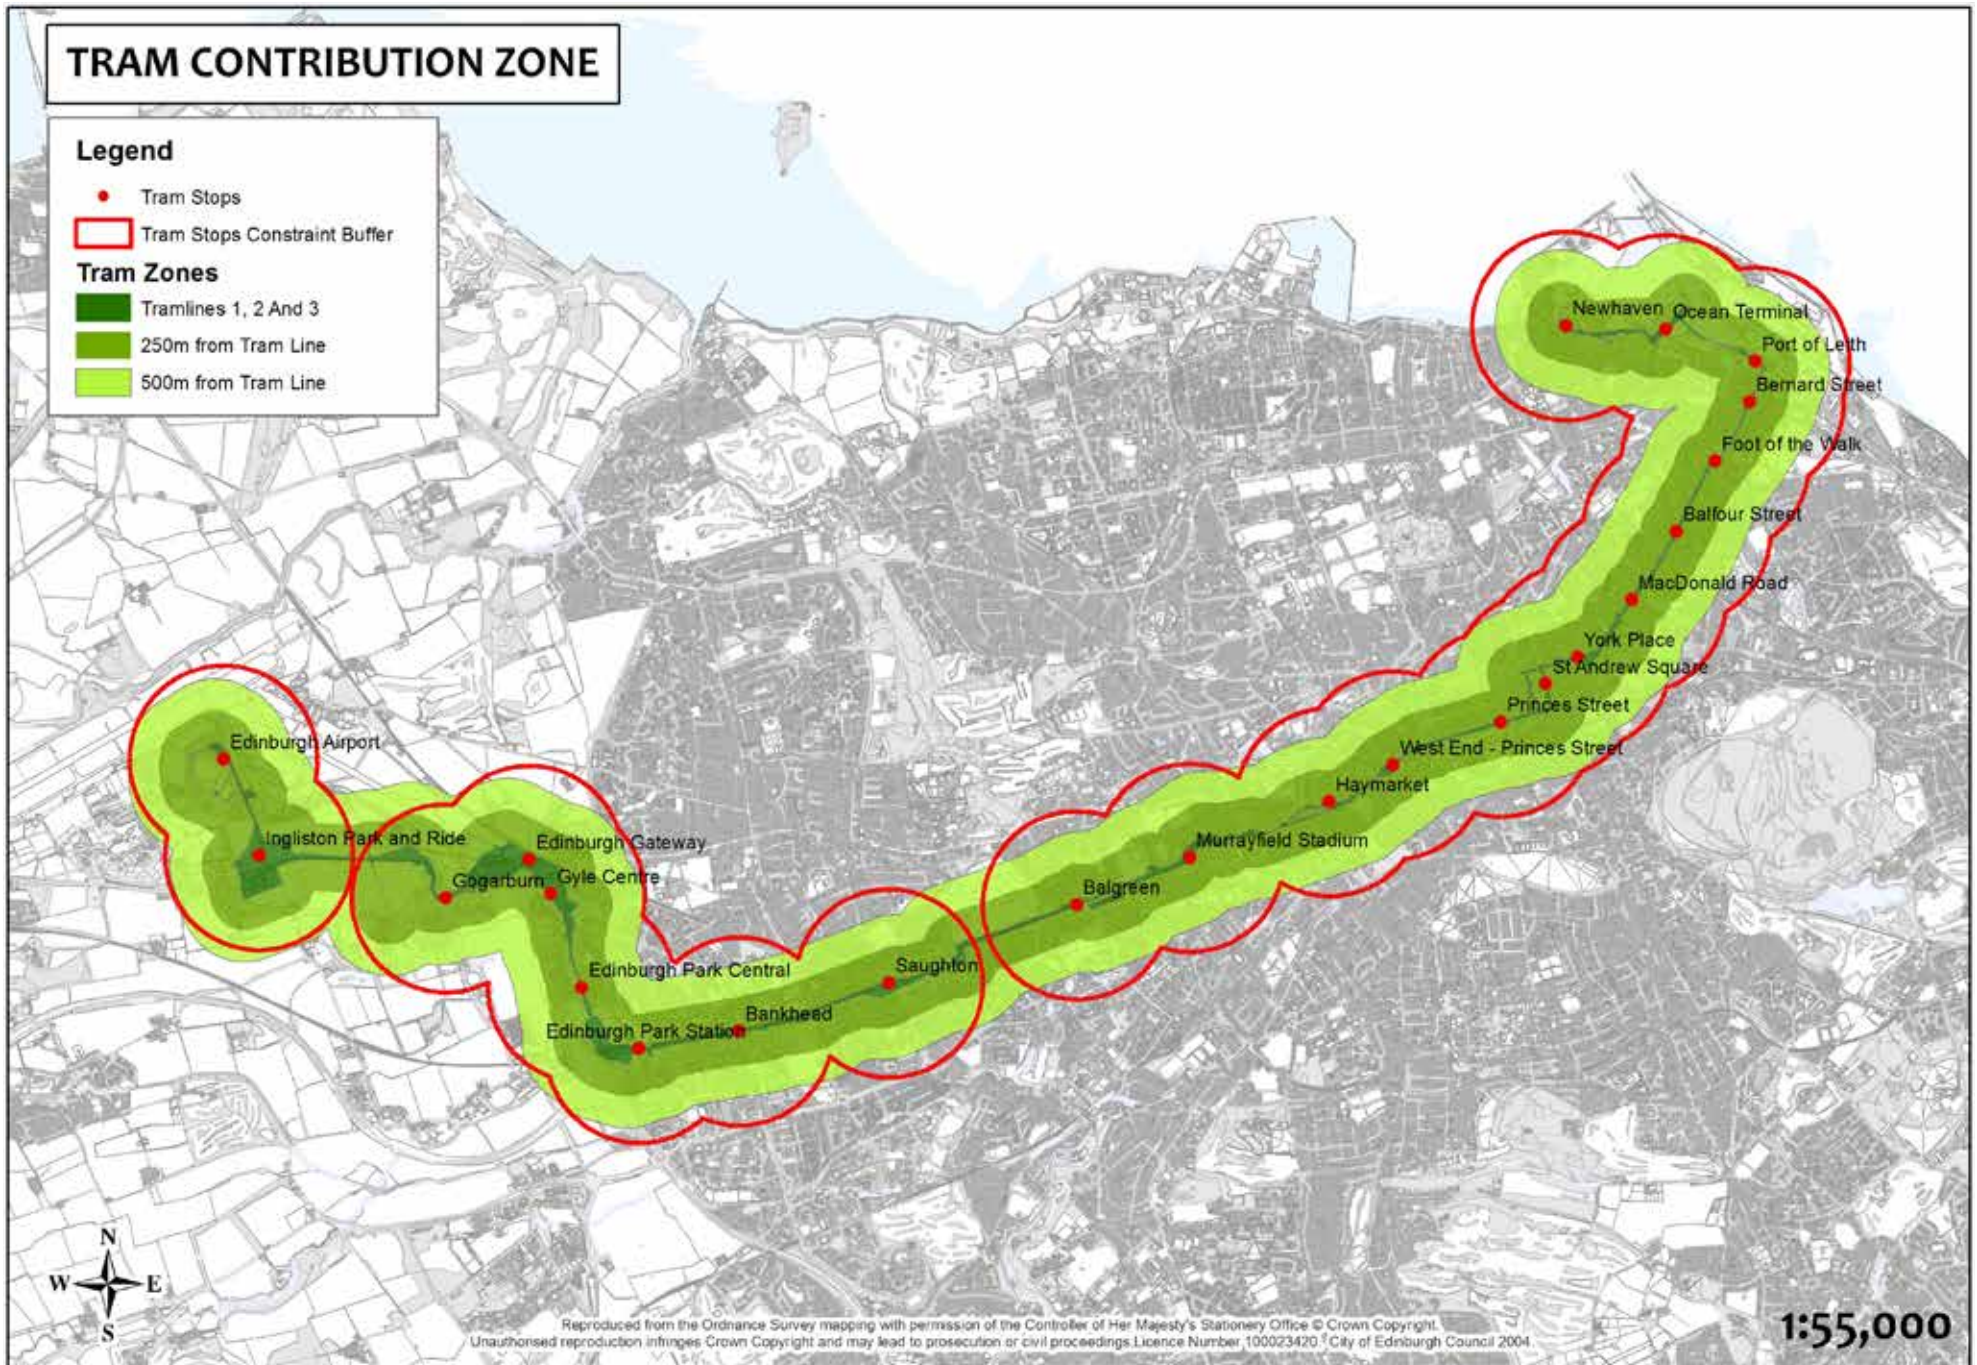 TRAM CONTRIBUTION ZONE
Legend
Tram Stops
Tram Stops Constraint Buffer
Tram Zones
Tramlines 1, 2 And 3
250m from Tram Line
500m from Tram Line
Newhaven
Ocean Terminal
Port of Leith
Bernard Street
Foot of the Walk
Balfour Street
MacDonald Road
York Place
St Andrew Square
Princes Street
West End - Princes Street
Haymarket
Murrayfield Stadium
Balgreen
Saughton
Bankhead
Edinburgh Park Station
Edinburgh Park Central
Gyle Centre
Edinburgh Gateway
Gogarburn
Ingliston Park and Ride
Edinburgh Airport
N
W E
S
Reproduced from the Ordnance Survey mapping with permission of the Controller of Her Majesty's Stationery Office © Crown Copyright.
Unauthorised reproduction infringes Crown Copyright and may lead to prosecution or civil proceedings.Licence Number 100023420 City of Edinburgh Council 2004.
1:55,000